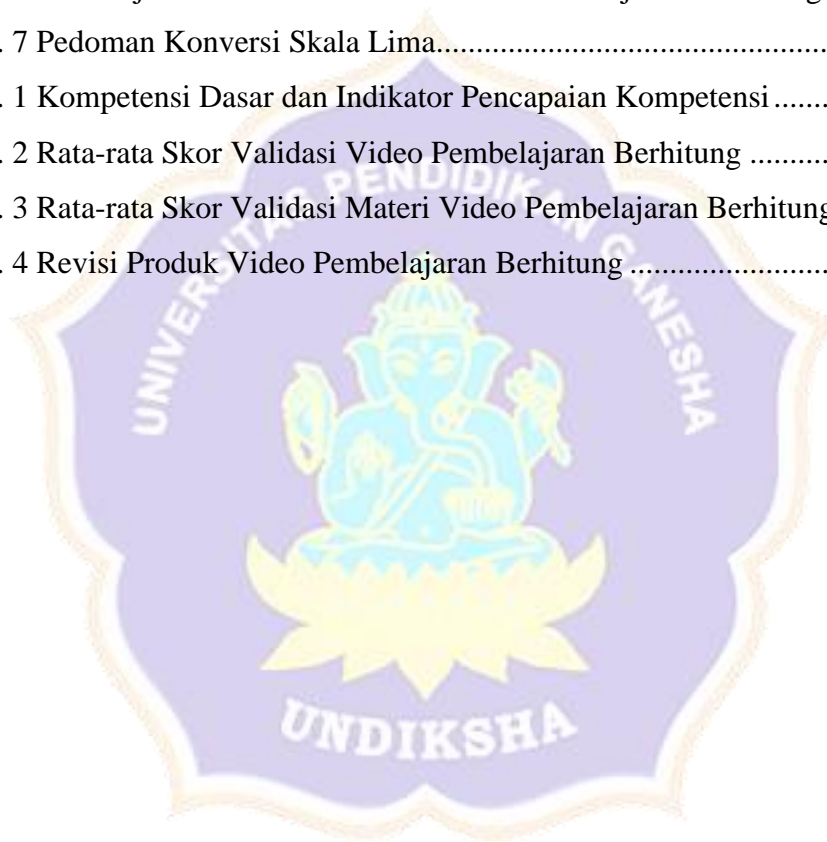 . 7 Pedoman Konversi Skala Lima..............................................
. 1 Kompetensi Dasar dan Indikator Pencapaian Kompetensi.......
. 2 Rata-rata Skor Validasi Video Pembelajaran Berhitung ..........
. 3 Rata-rata Skor Validasi Materi Video Pembelajaran Berhitung
. 4 Revisi Produk Video Pembelajaran Berhitung ........................
UNIVERSITAS PENDIDIKAN GANESHA
UNDIKSHA